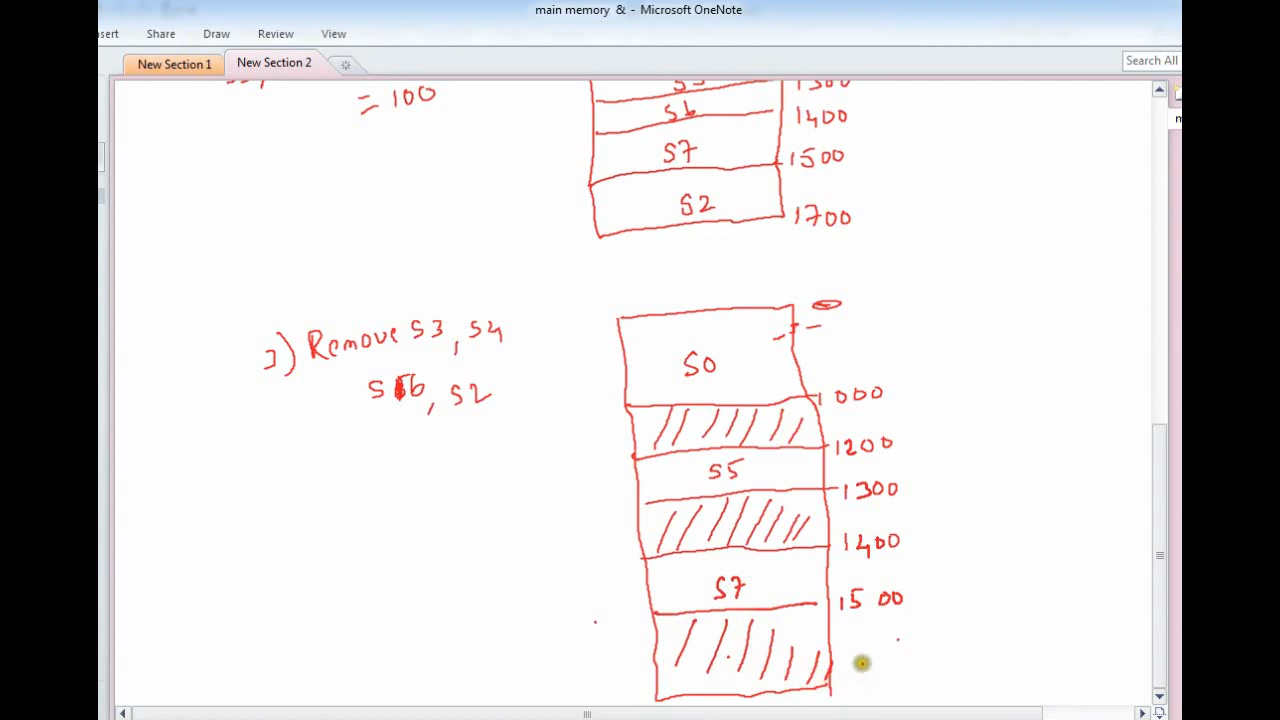 main memory & - Microsoft OneNote
sert Share Draw Review View
New Section 1 New Section 2 Search All
= 100
1300
S6 1400
S7 1500
S2 1700
Remove S3, S4
S6, S2
S0
1000
1200
S5
1300
1400
S7
1500